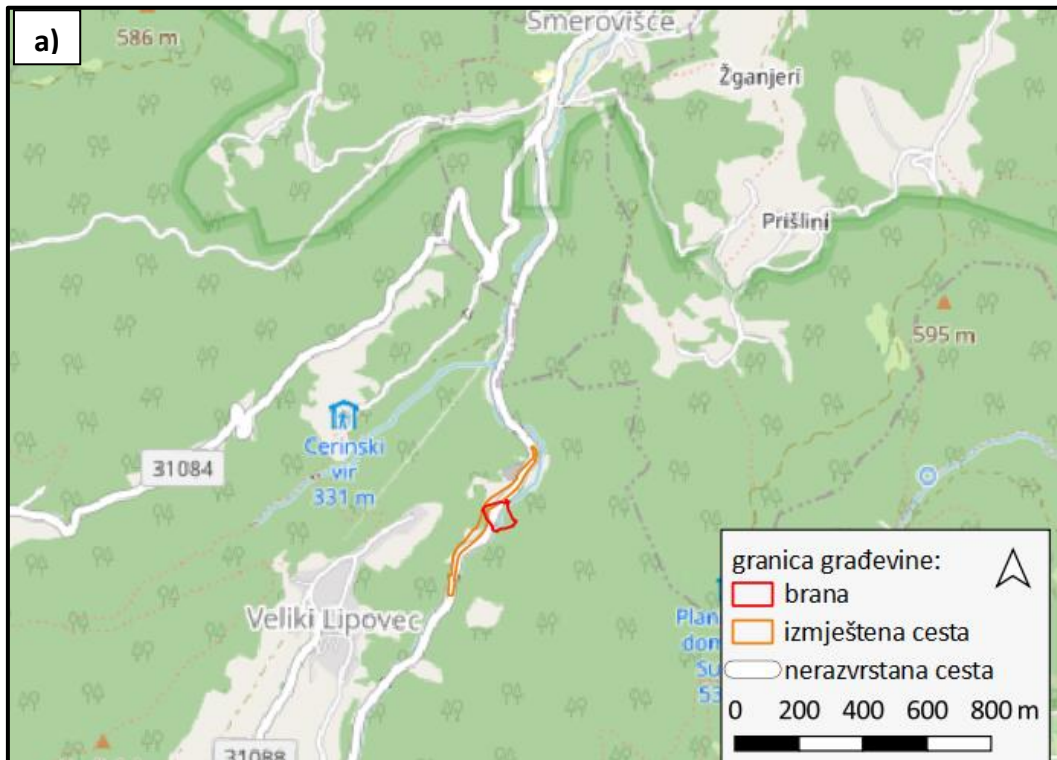 a)
586 m
Smerovišće
Žganjeri
Prišlini
595 m
Cerinski
vir
331 m
31084
Veliki Lipovec
31088
granica građevine:
brana
izmještena cesta
nerazvrstana cesta
0 200 400 600 800 m